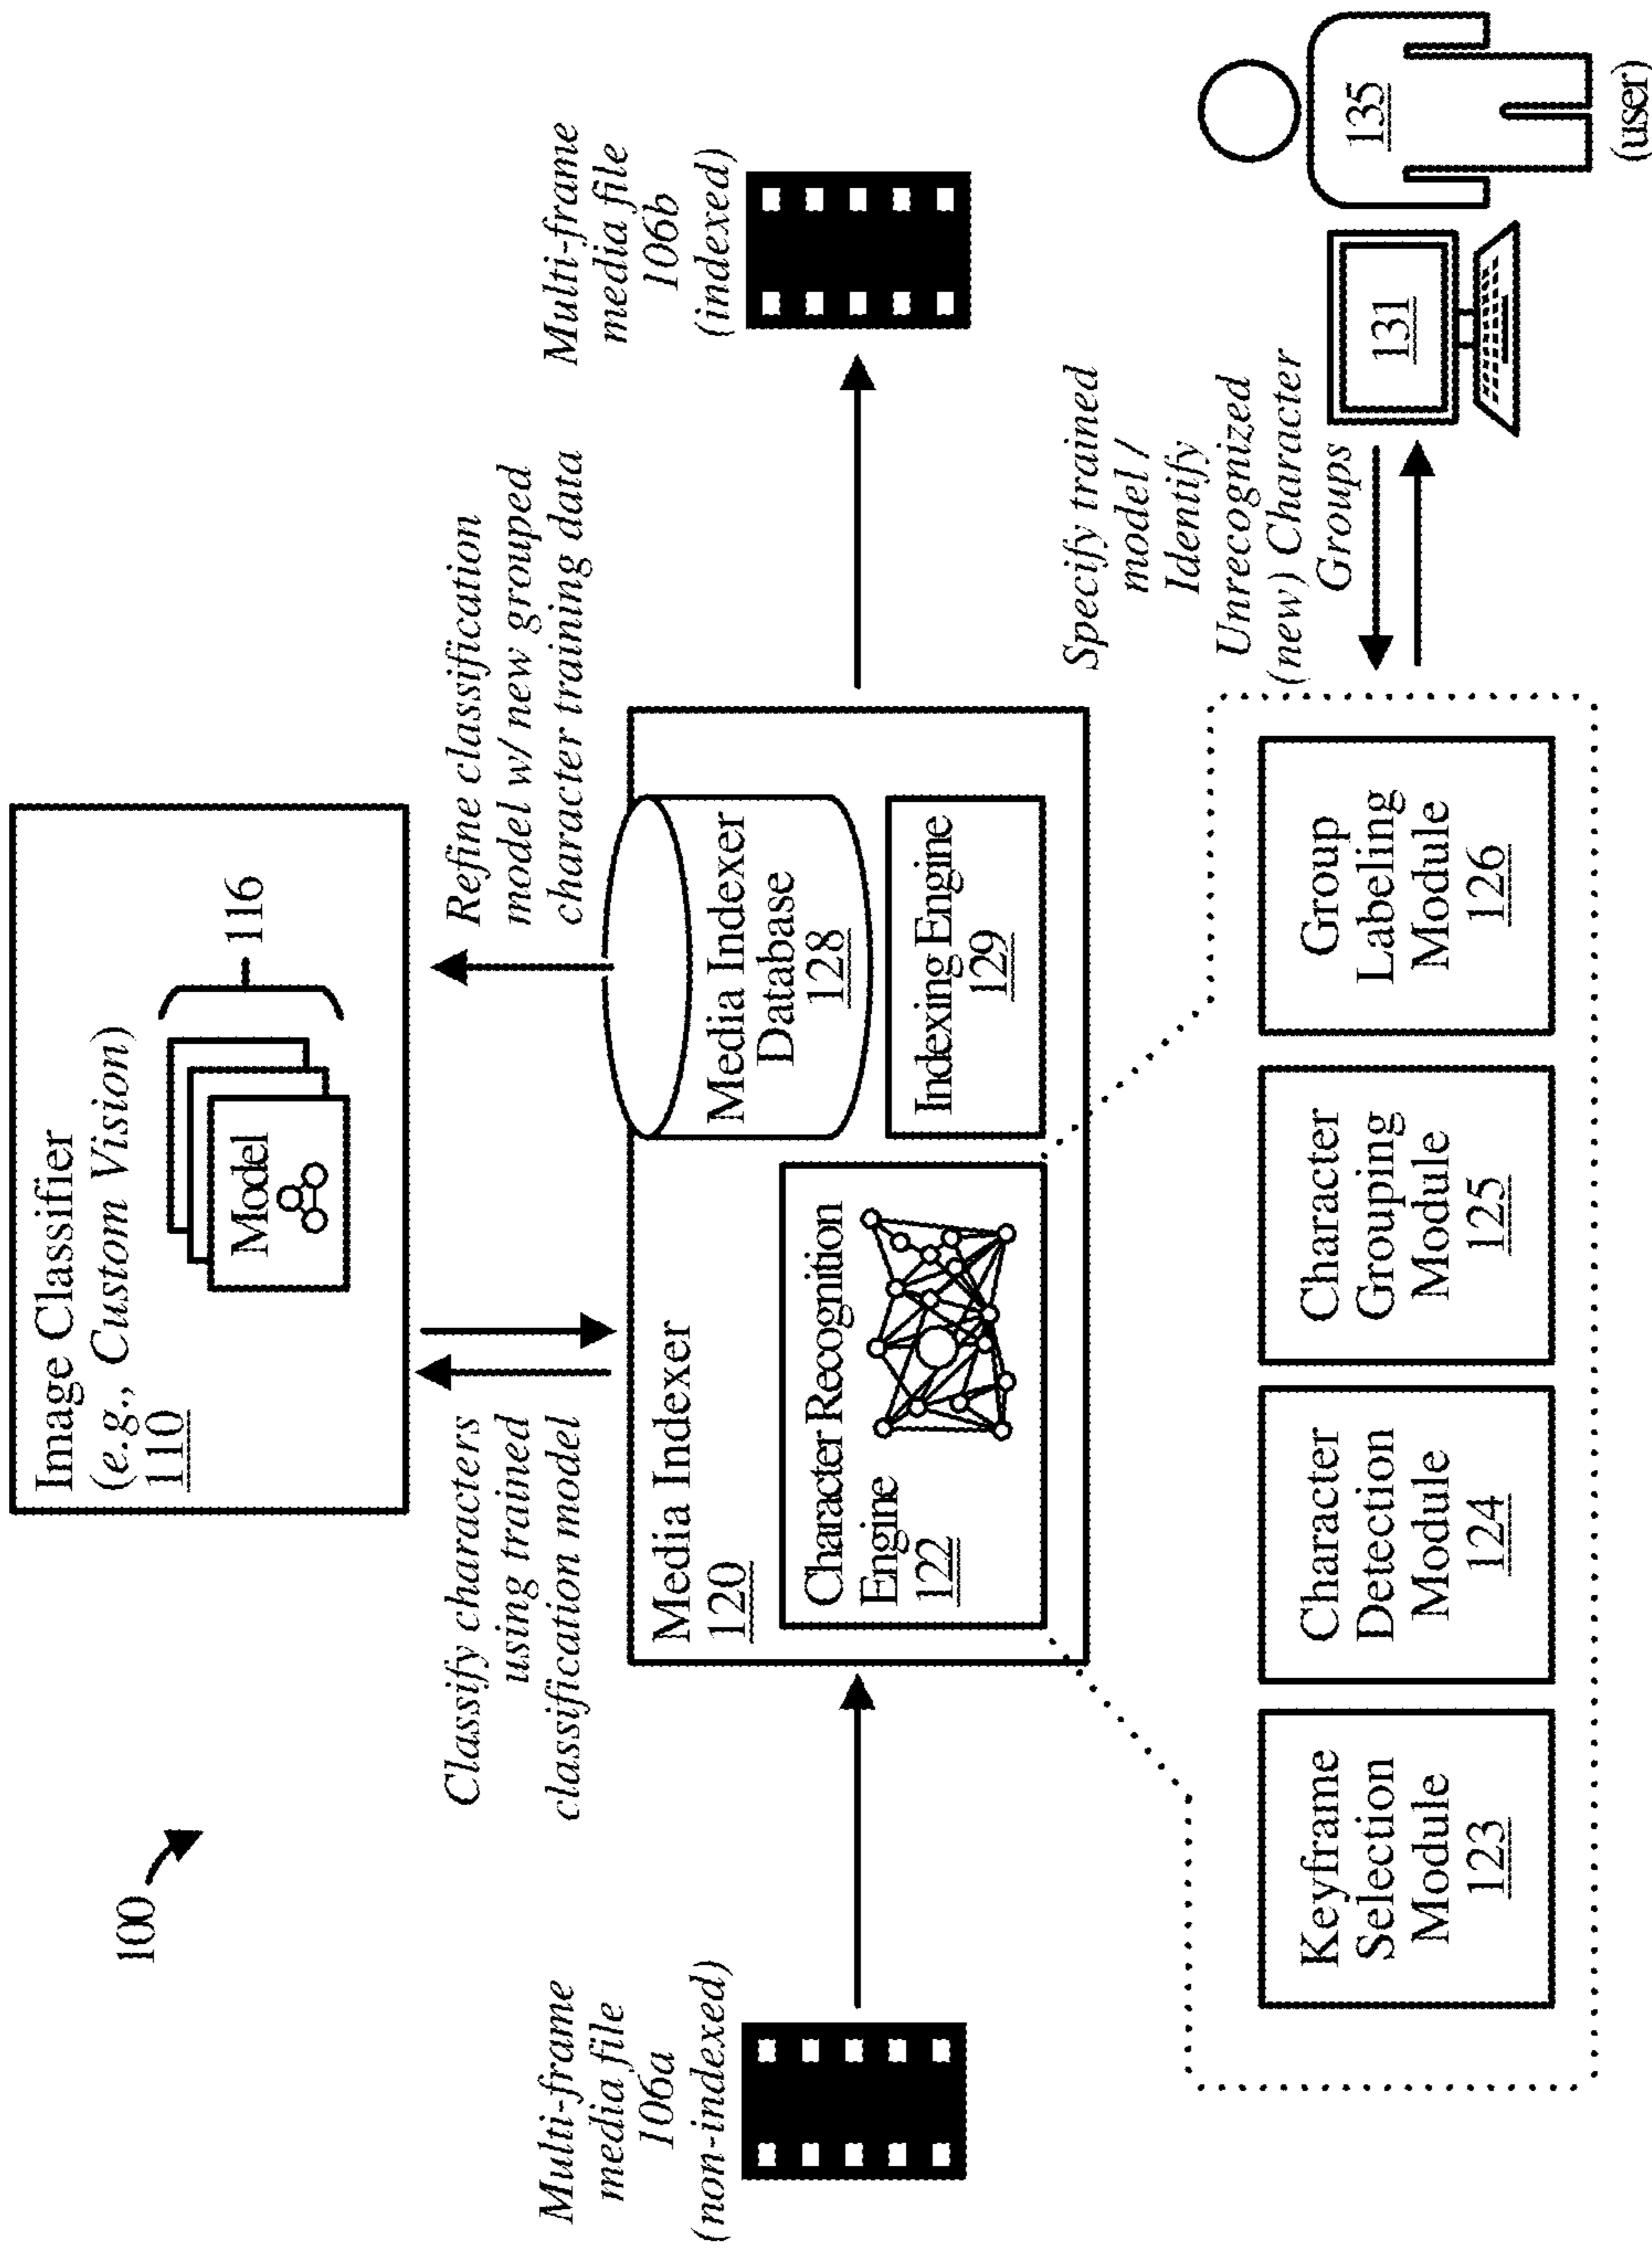 100
Image Classifier
(e.g., Custom Vision)
110
Model
116
Classify characters
using trained
classification model
Refine classification
model w/ new grouped
character training data
Multi-frame
media file
106a
(non-indexed)
Media Indexer
120
Character Recognition
Engine
122
Media Indexer
Database
128
Indexing Engine
129
Multi-frame
media file
106b
(indexed)
Specify trained
model /
Identify
Unrecognized
(new) Character
Groups
Keyframe
Selection
Module
123
Character
Detection
Module
124
Character
Grouping
Module
125
Group
Labeling
Module
126
131
135
(user)